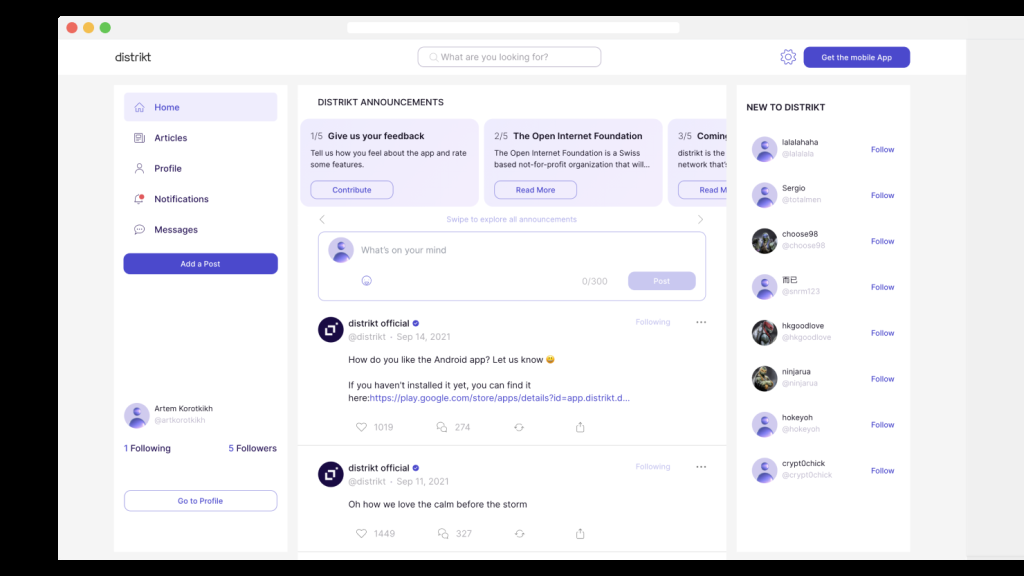 distrikt
What are you looking for?
Get the mobile App
Home
Articles
Profile
Notifications
Messages
Add a Post
Artem Korotkikh
@artkorotkikh
1 Following
5 Followers
Go to Profile
DISTRIKT ANNOUNCEMENTS
1/5 Give us your feedback
Tell us how you feel about the app and rate
some features.
Contribute
2/5 The Open Internet Foundation
The Open Internet Foundation is a Swiss
based not-for-profit organization that will...
Read More
3/5 Coming
distrikt is the
network that's
Read M
Swipe to explore all announcements
What's on your mind
0/300
Post
distrikt official
@distrikt · Sep 14, 2021
Following
How do you like the Android app? Let us know 😄
If you haven't installed it yet, you can find it
here:https://play.google.com/store/apps/details?id=app.distrikt.d...
1019
274
distrikt official
@distrikt · Sep 11, 2021
Following
Oh how we love the calm before the storm
1449
327
NEW TO DISTRIKT
lalalahaha
@lalalala
Follow
Sergio
@totalmen
Follow
choose98
@choose98
Follow
而已
@snrm123
Follow
hkgoodlove
@hkgoodlove
Follow
ninjarua
@ninjarua
Follow
hokeyoh
@hokeyoh
Follow
crypt0chick
@crypt0chick
Follow